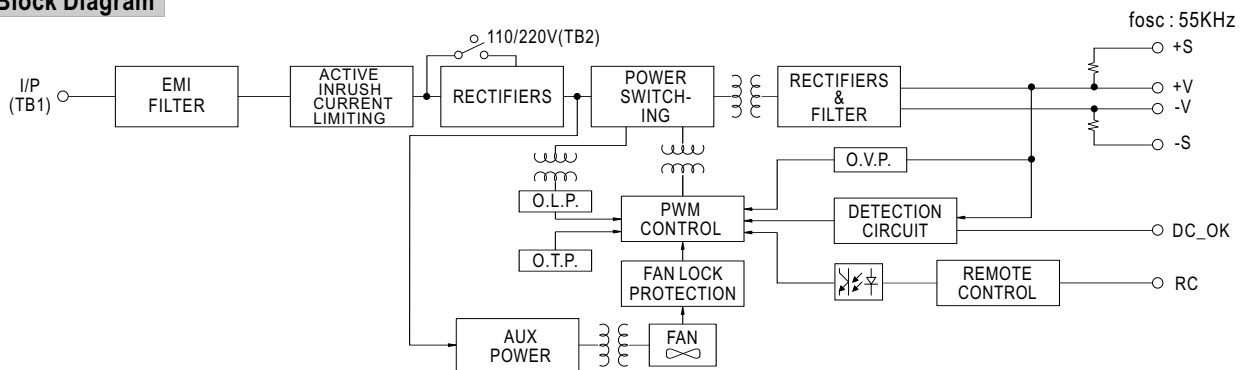 Block Diagram
fosc : 55KHz
110/220V(TB2)
I/P
(TB1)
EMI
FILTER
ACTIVE
INRUSH
CURRENT
LIMITING
RECTIFIERS
POWER
SWITCH-
ING
RECTIFIERS
&
FILTER
+S
+V
-V
-S
O.V.P.
O.L.P.
PWM
CONTROL
DETECTION
CIRCUIT
DC_OK
O.T.P.
FAN LOCK
PROTECTION
REMOTE
CONTROL
RC
AUX
POWER
FAN